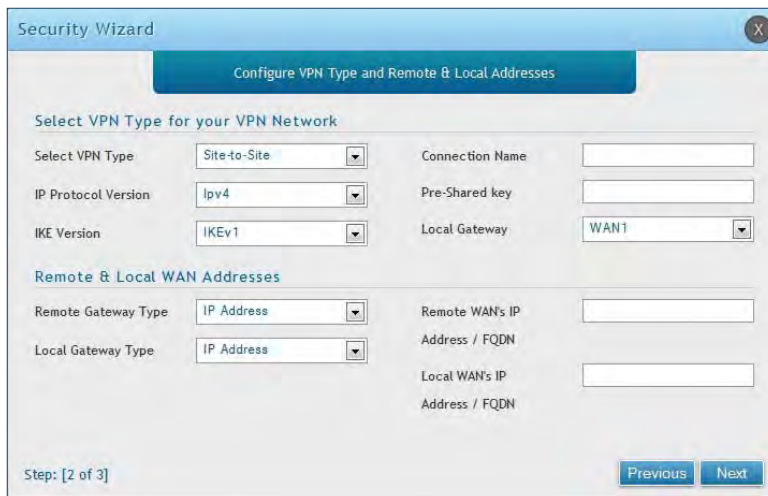 Security Wizard
X
Configure VPN Type and Remote & Local Addresses
Select VPN Type for your VPN Network
Select VPN Type
Site-to-Site
Connection Name
IP Protocol Version
Ipv4
Pre-Shared key
IKE Version
IKEv1
Local Gateway
WAN1
Remote & Local WAN Addresses
Remote Gateway Type
IP Address
Remote WAN's IP
Address / FQDN
Local Gateway Type
IP Address
Local WAN's IP
Address / FQDN
Step: [2 of 3]
Previous
Next